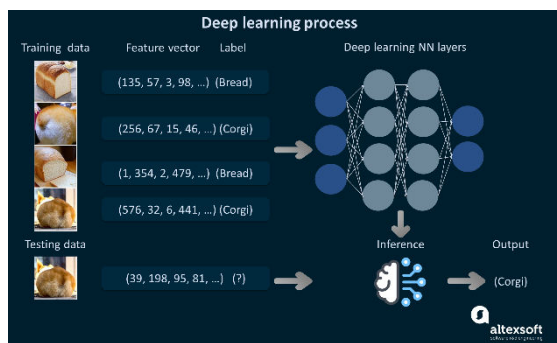 Deep learning process
Training data
Feature vector
Label
Deep learning NN layers
(135, 57, 3, 98, ...) (Bread)
(256, 67, 15, 46, ...) (Corgi)
(1, 354, 2, 479, ...) (Bread)
(576, 32, 6, 441, ...) (Corgi)
Testing data
Inference
Output
(39, 198, 95, 81, ...) (?)
(Corgi)
altexsoft
software r&d engineering